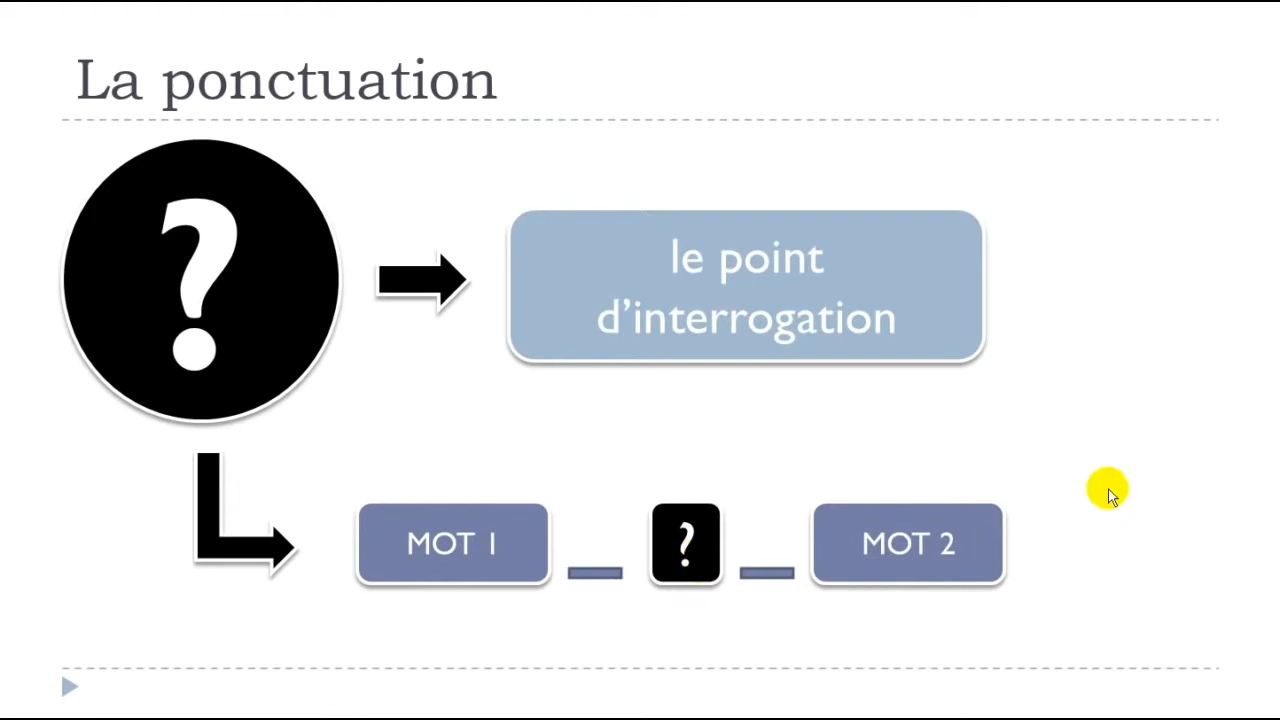 La ponctuation
?
le point
d’interrogation
MOT 1 _ ? _ MOT 2